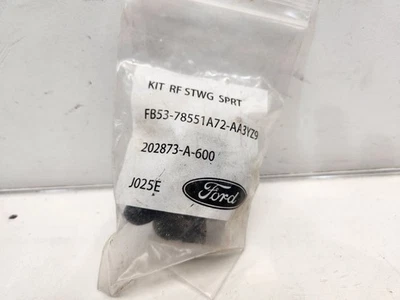 KIT RF STWG SPRT
FB53-78551A72-AA3YZ9
202873-A-600
J025E
Ford